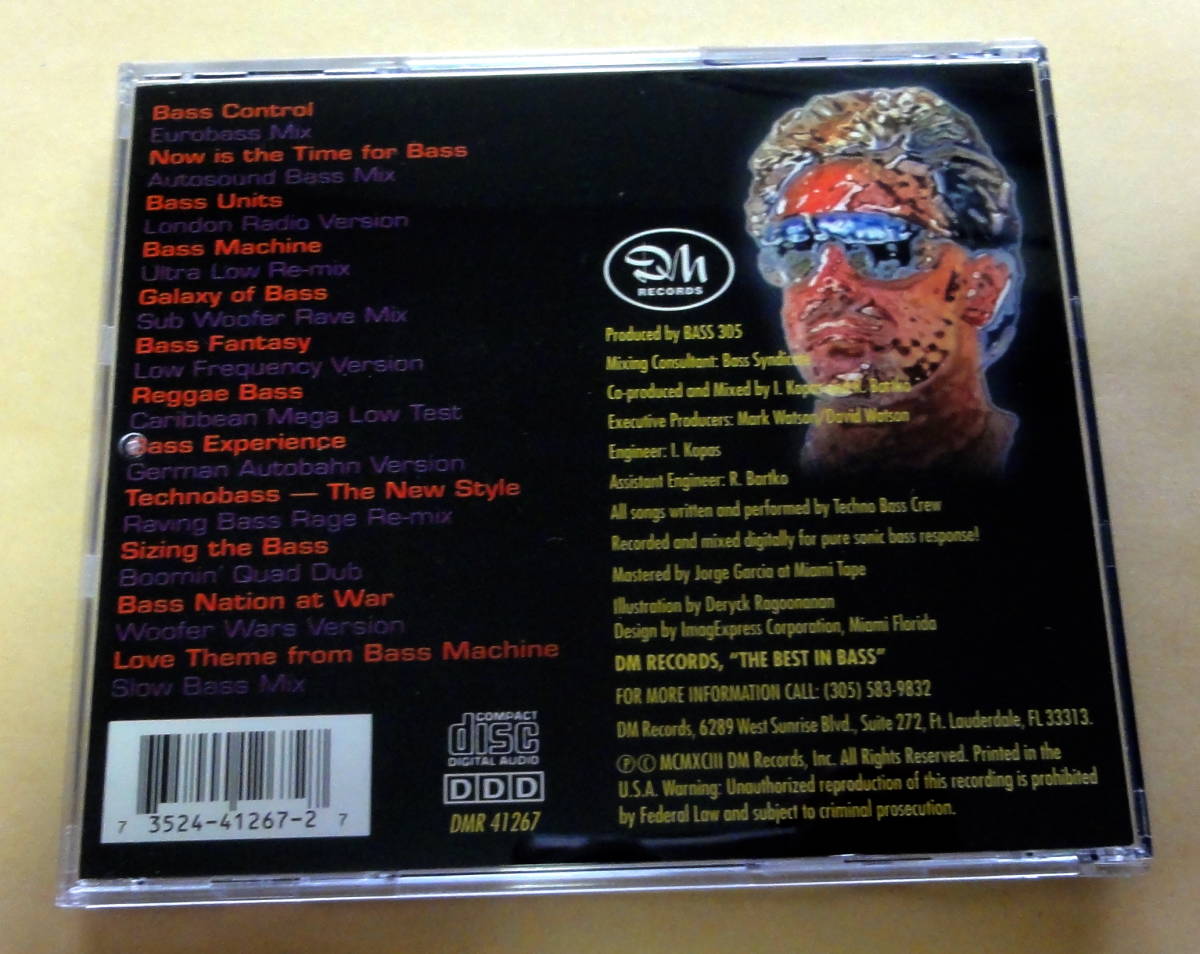 Bass Control
Eurobass Mix
Now is the Time for Bass
Autosound Bass Mix
Bass Units
London Radio Version
Bass Machine
Ultra Low Re-mix
Galaxy of Bass
Sub Woofer Rave Mix
Bass Fantasy
Low Frequency Version
Reggae Bass
Caribbean Mega Low Test
Bass Experience
German Autobahn Version
Technobass — The New Style
Raving Bass Rage Re-mix
Sizing the Bass
Boomin' Quad Dub
Bass Nation at War
Woofer Wars Version
Love Theme from Bass Machine
Slow Bass Mix
7 3524-41267-2 7
COMPACT
disc
DIGITAL AUDIO
DDD
DMR 41267
DM
RECORDS
Produced by BASS 305
Mixing Consultant: Bass Syndicate
Co-produced and Mixed by I. Kopas and R. Bartko
Executive Producers: Mark Watson/David Watson
Engineer: I. Kopas
Assistant Engineer: R. Bartko
All songs written and performed by Techno Bass Crew
Recorded and mixed digitally for pure sonic bass response!
Mastered by Jorge Garcia at Miami Tape
Illustration by Deryck Ragoonanan
Design by ImagExpress Corporation, Miami Florida
DM RECORDS, "THE BEST IN BASS"
FOR MORE INFORMATION CALL: (305) 583-9832
DM Records, 6289 West Sunrise Blvd., Suite 272, Ft. Lauderdale, FL 33313.
ⓅⒸ MCMXCIII DM Records, Inc. All Rights Reserved. Printed in the
U.S.A. Warning: Unauthorized reproduction of this recording is prohibited
by Federal Law and subject to criminal prosecution.